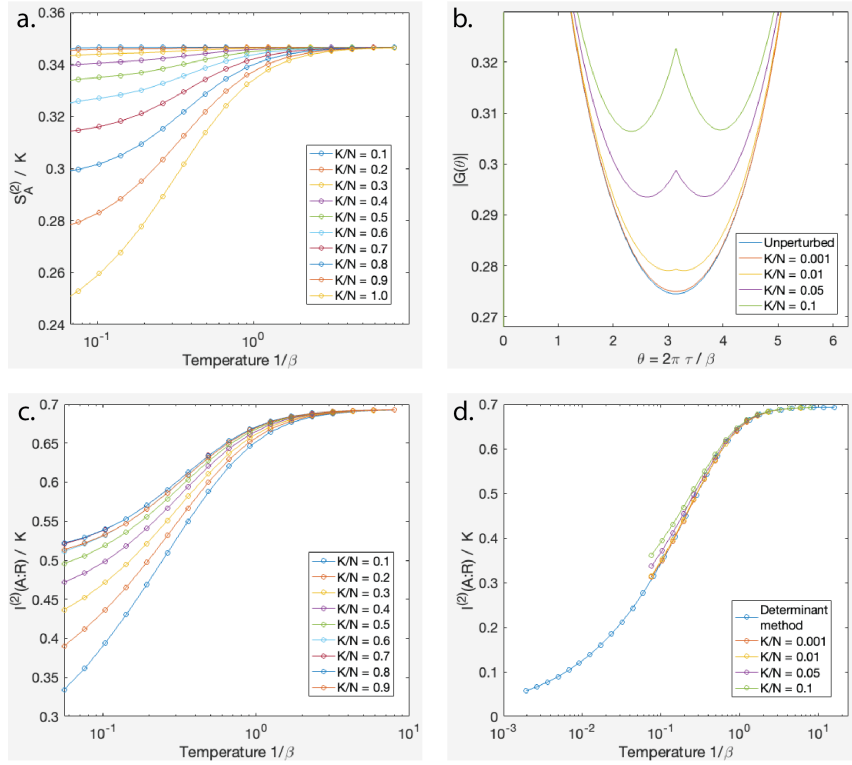 a.
S_A^(2) / K
0.34
0.32
0.3
0.28
0.26
0.24
10^-1
10^0
10^1
Temperature 1/β
K/N = 0.1
K/N = 0.2
K/N = 0.3
K/N = 0.4
K/N = 0.5
K/N = 0.6
K/N = 0.7
K/N = 0.8
K/N = 0.9
K/N = 1.0
b.
|G(θ)|
0.32
0.31
0.3
0.29
0.28
0.27
0
1
2
3
4
5
6
θ = 2π τ / β
Unperturbed
K/N = 0.001
K/N = 0.01
K/N = 0.05
K/N = 0.1
c.
I^(2)(A:R) / K
0.7
0.65
0.6
0.55
0.5
0.45
0.4
0.35
0.3
10^-1
10^0
10^1
Temperature 1/β
K/N = 0.1
K/N = 0.2
K/N = 0.3
K/N = 0.4
K/N = 0.5
K/N = 0.6
K/N = 0.7
K/N = 0.8
K/N = 0.9
d.
I^(2)(A:R) / K
0.7
0.6
0.5
0.4
0.3
0.2
0.1
0
10^-3
10^-2
10^-1
10^0
10^1
Temperature 1/β
Determinant
method
K/N = 0.001
K/N = 0.01
K/N = 0.05
K/N = 0.1